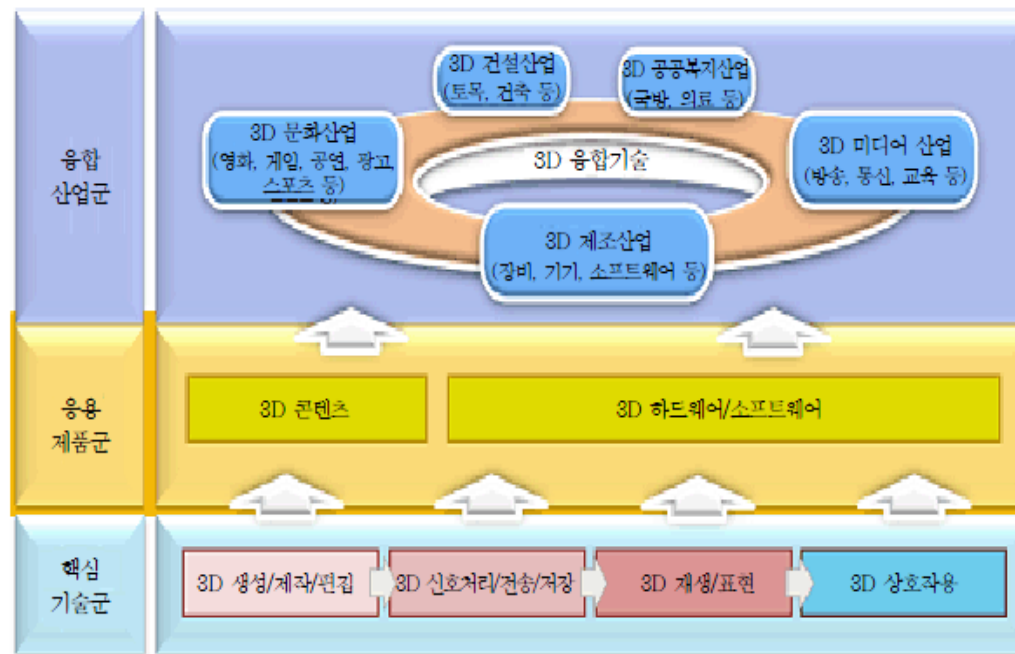 융합
산업군
3D 건설산업
(토목, 건축 등)
3D 공공복지산업
(국방, 의료 등)
3D 문화산업
(영화, 게임, 공연, 광고,
스포츠 등)
3D 융합기술
3D 미디어 산업
(방송, 통신, 교육 등)
3D 제조산업
(장비, 기기, 소프트웨어 등)
응용
제품군
3D 콘텐츠
3D 하드웨어/소프트웨어
핵심
기술군
3D 생성/제작/편집
3D 신호처리/전송/저장
3D 재생/표현
3D 상호작용